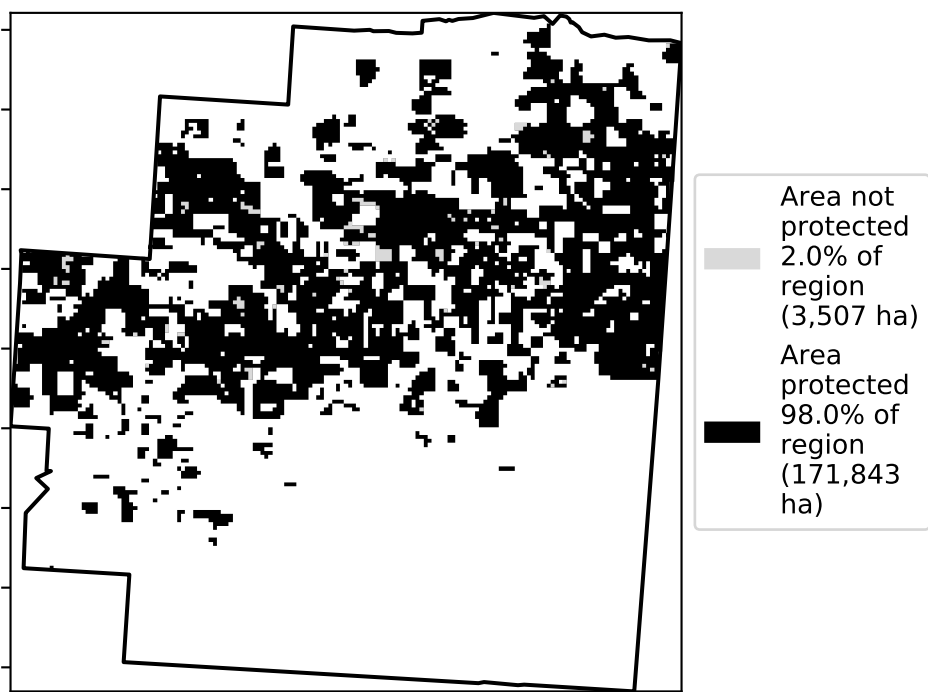 Area not
protected
2.0% of
region
(3,507 ha)
Area
protected
98.0% of
region
(171,843
ha)